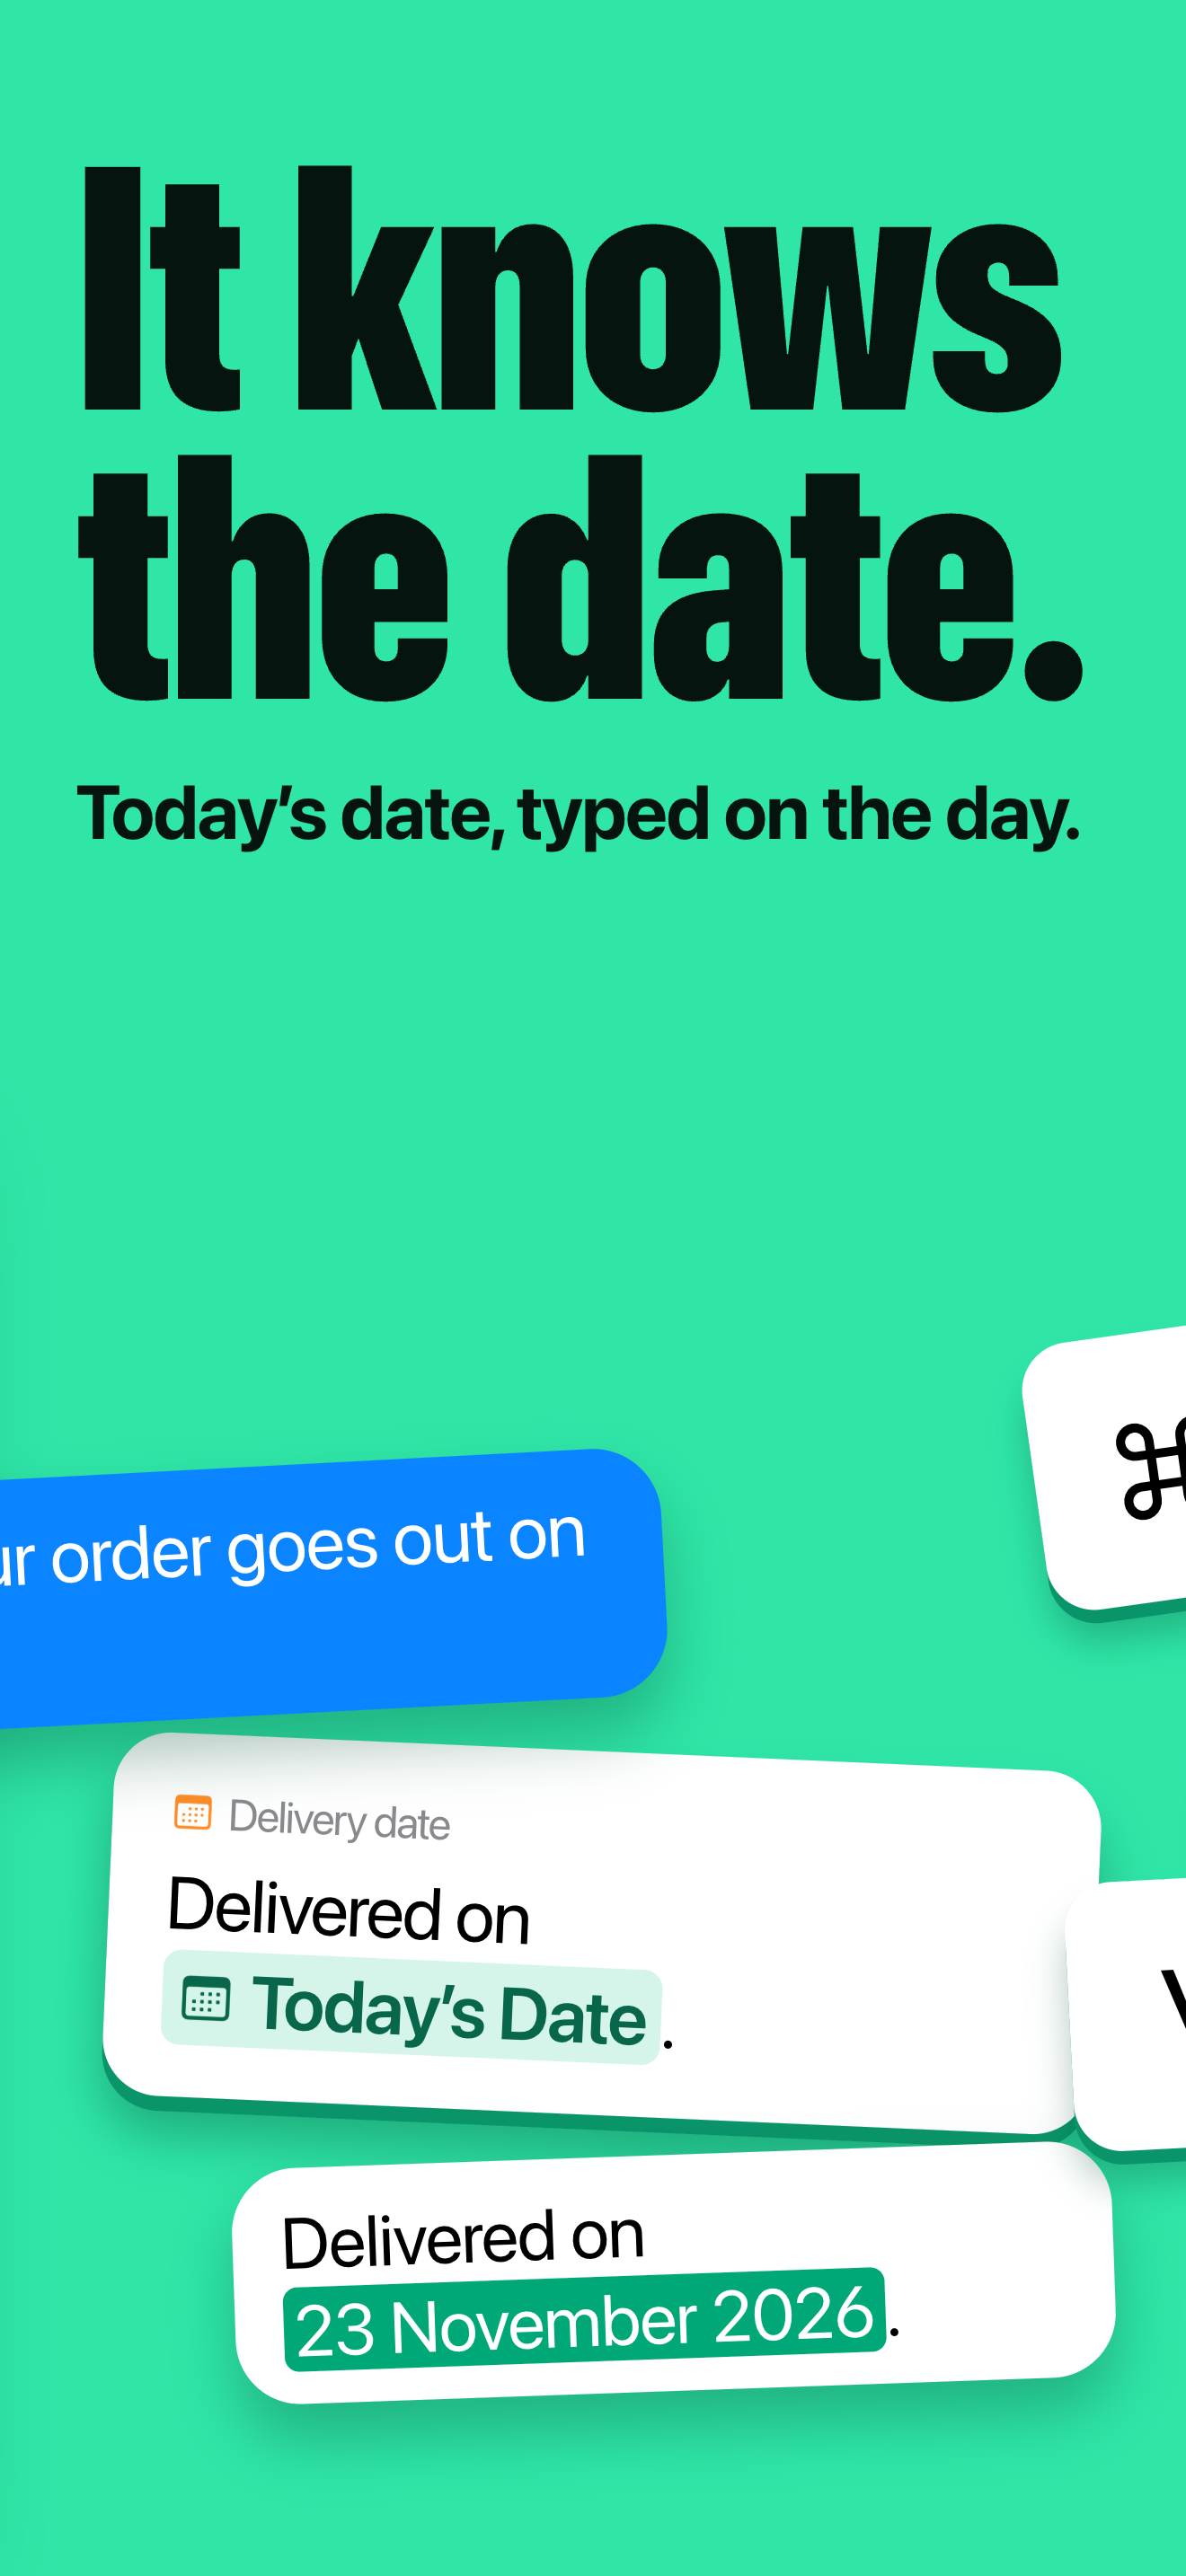 It knows
the date.
Today’s date, typed on the day.
⌘
order goes out on
Delivery date
Delivered on
Today’s Date.
Delivered on
23 November 2026.